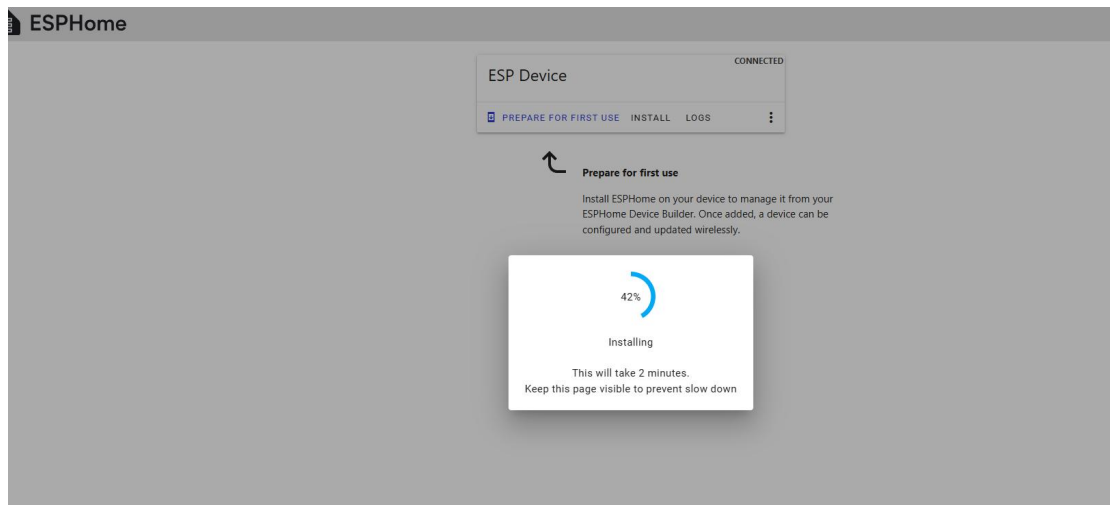 ESPHome
CONNECTED
ESP Device
PREPARE FOR FIRST USE INSTALL LOGS
Prepare for first use
Install ESPHome on your device to manage it from your
ESPHome Device Builder. Once added, a device can be
configured and updated wirelessly.
42%
Installing
This will take 2 minutes.
Keep this page visible to prevent slow down